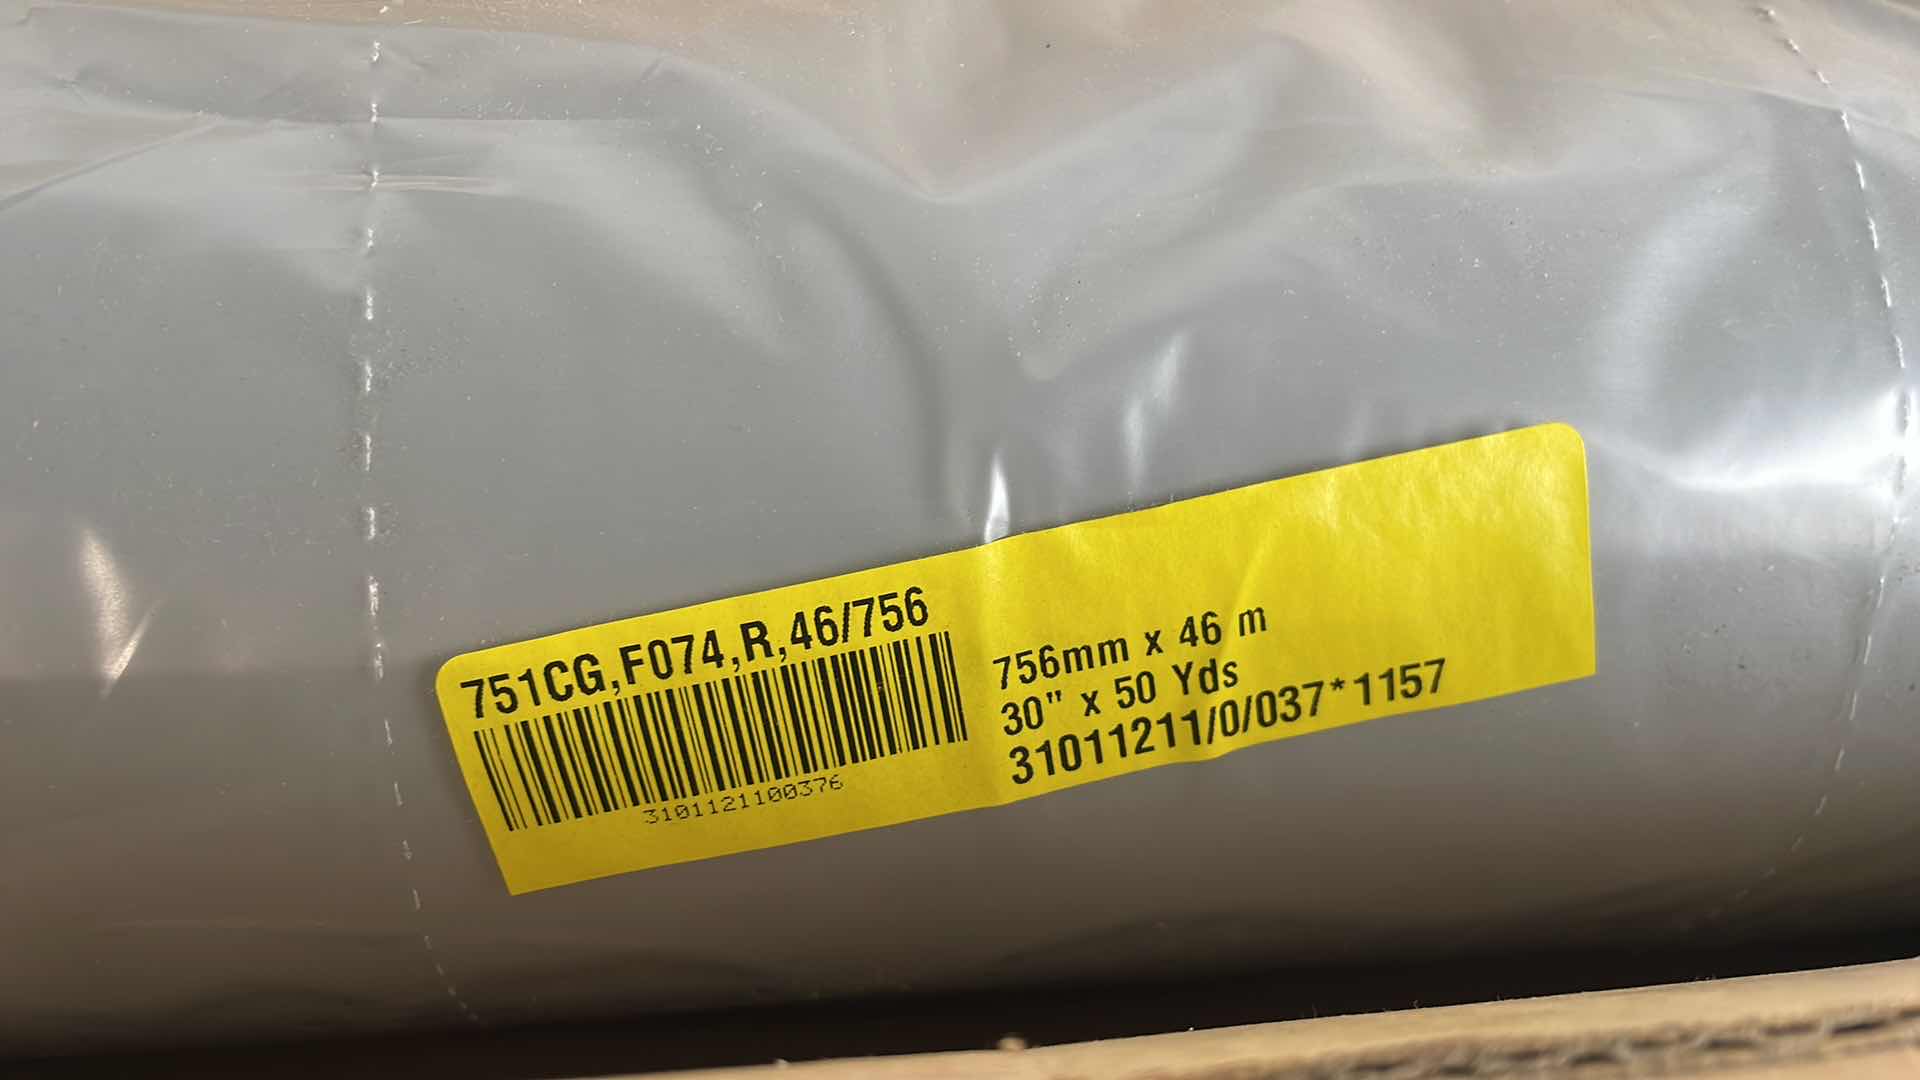 751CG,F074,R,46/756
3101121100376
756mm x 46 m
30" x 50 Yds
31011211/0/037*1157